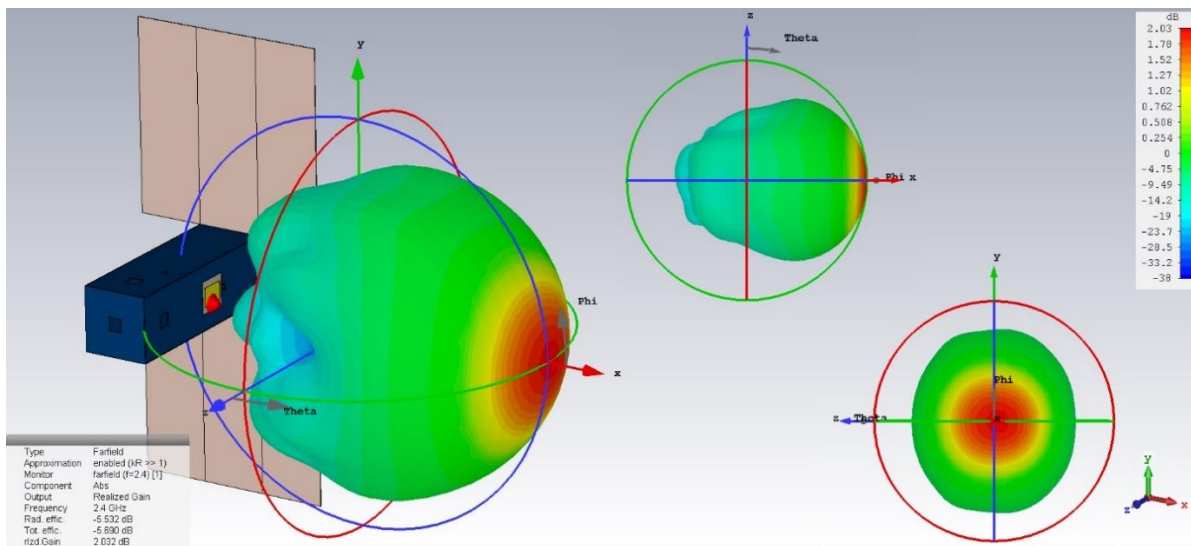 y
x
z
Phi
Theta
Type Farfield
Approximation enabled (kR >> 1)
Monitor farfield (f=2.4) [1]
Component Abs
Output Realized Gain
Frequency 2.4 GHz
Rad. effic. -5.532 dB
Tot. effic. -5.690 dB
rlzd.Gain 2.032 dB
z
Theta
Phi x
y
Phi
x
z Theta
y
z
x
dB
2.03
1.78
1.52
1.27
1.02
0.762
0.508
0.254
0
-4.75
-9.49
-14.2
-19
-23.7
-28.5
-33.2
-38